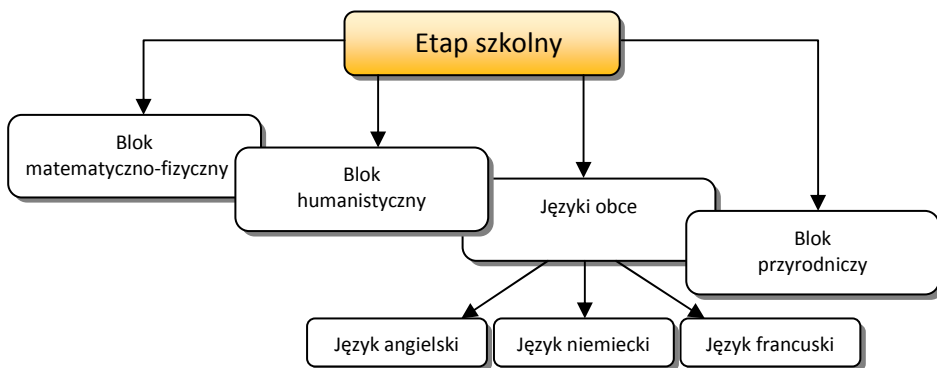 Etap szkolny
Blok
matematyczno-fizyczny
Blok
humanistyczny
Języki obce
Blok
przyrodniczy
Język angielski
Język niemiecki
Język francuski